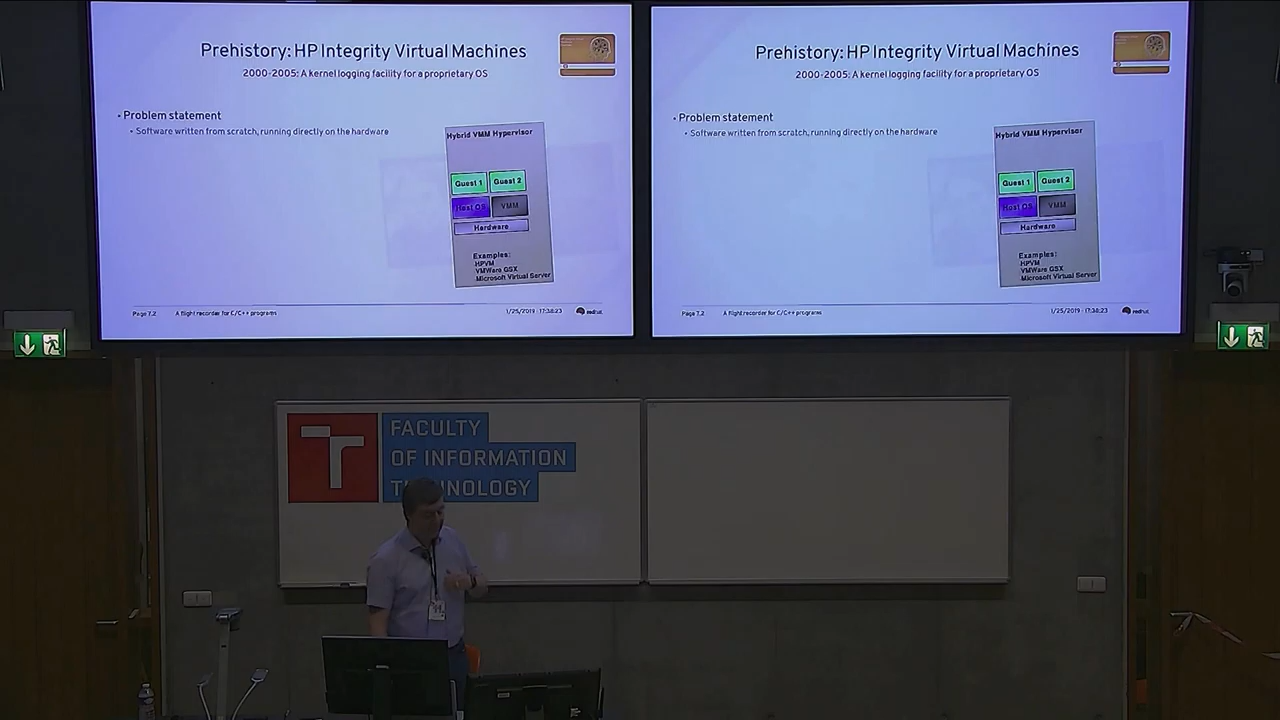 Prehistory: HP Integrity Virtual Machines
2000-2005: A kernel logging facility for a proprietary OS
• Problem statement
• Software written from scratch, running directly on the hardware
Hybrid VMM Hypervisor
Guest 1 Guest 2
Host OS VMM
Hardware
Examples:
HPVM
VMWare GSX
Microsoft Virtual Server
Page 7.2 A flight recorder for C/C++ programs 1/25/2019 - 17:38:23 redhat
Prehistory: HP Integrity Virtual Machines
2000-2005: A kernel logging facility for a proprietary OS
• Problem statement
• Software written from scratch, running directly on the hardware
Hybrid VMM Hypervisor
Guest 1 Guest 2
Host OS VMM
Hardware
Examples:
HPVM
VMWare GSX
Microsoft Virtual Server
Page 7.2 A flight recorder for C/C++ programs 1/25/2019 - 17:38:23 redhat
T FACULTY
OF INFORMATION